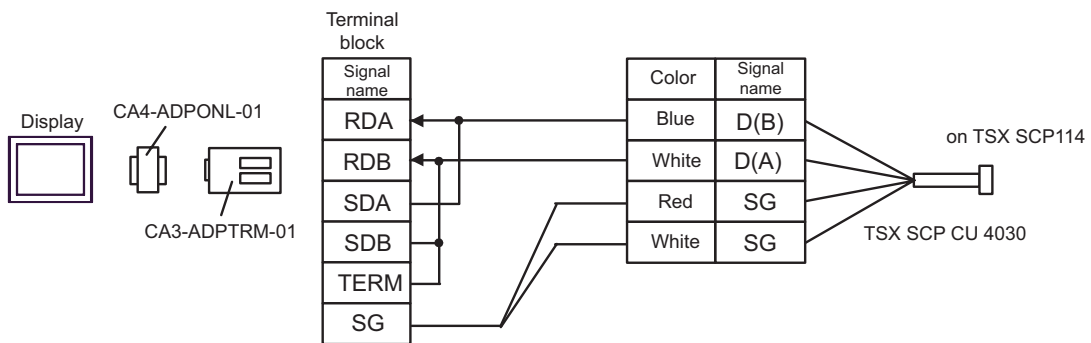 Terminal
block
Display
CA4-ADPONL-01
CA3-ADPTRM-01
Signal
name
RDA
RDB
SDA
SDB
TERM
SG
Color
Signal
name
Blue
D(B)
White
D(A)
Red
SG
White
SG
on TSX SCP114
TSX SCP CU 4030